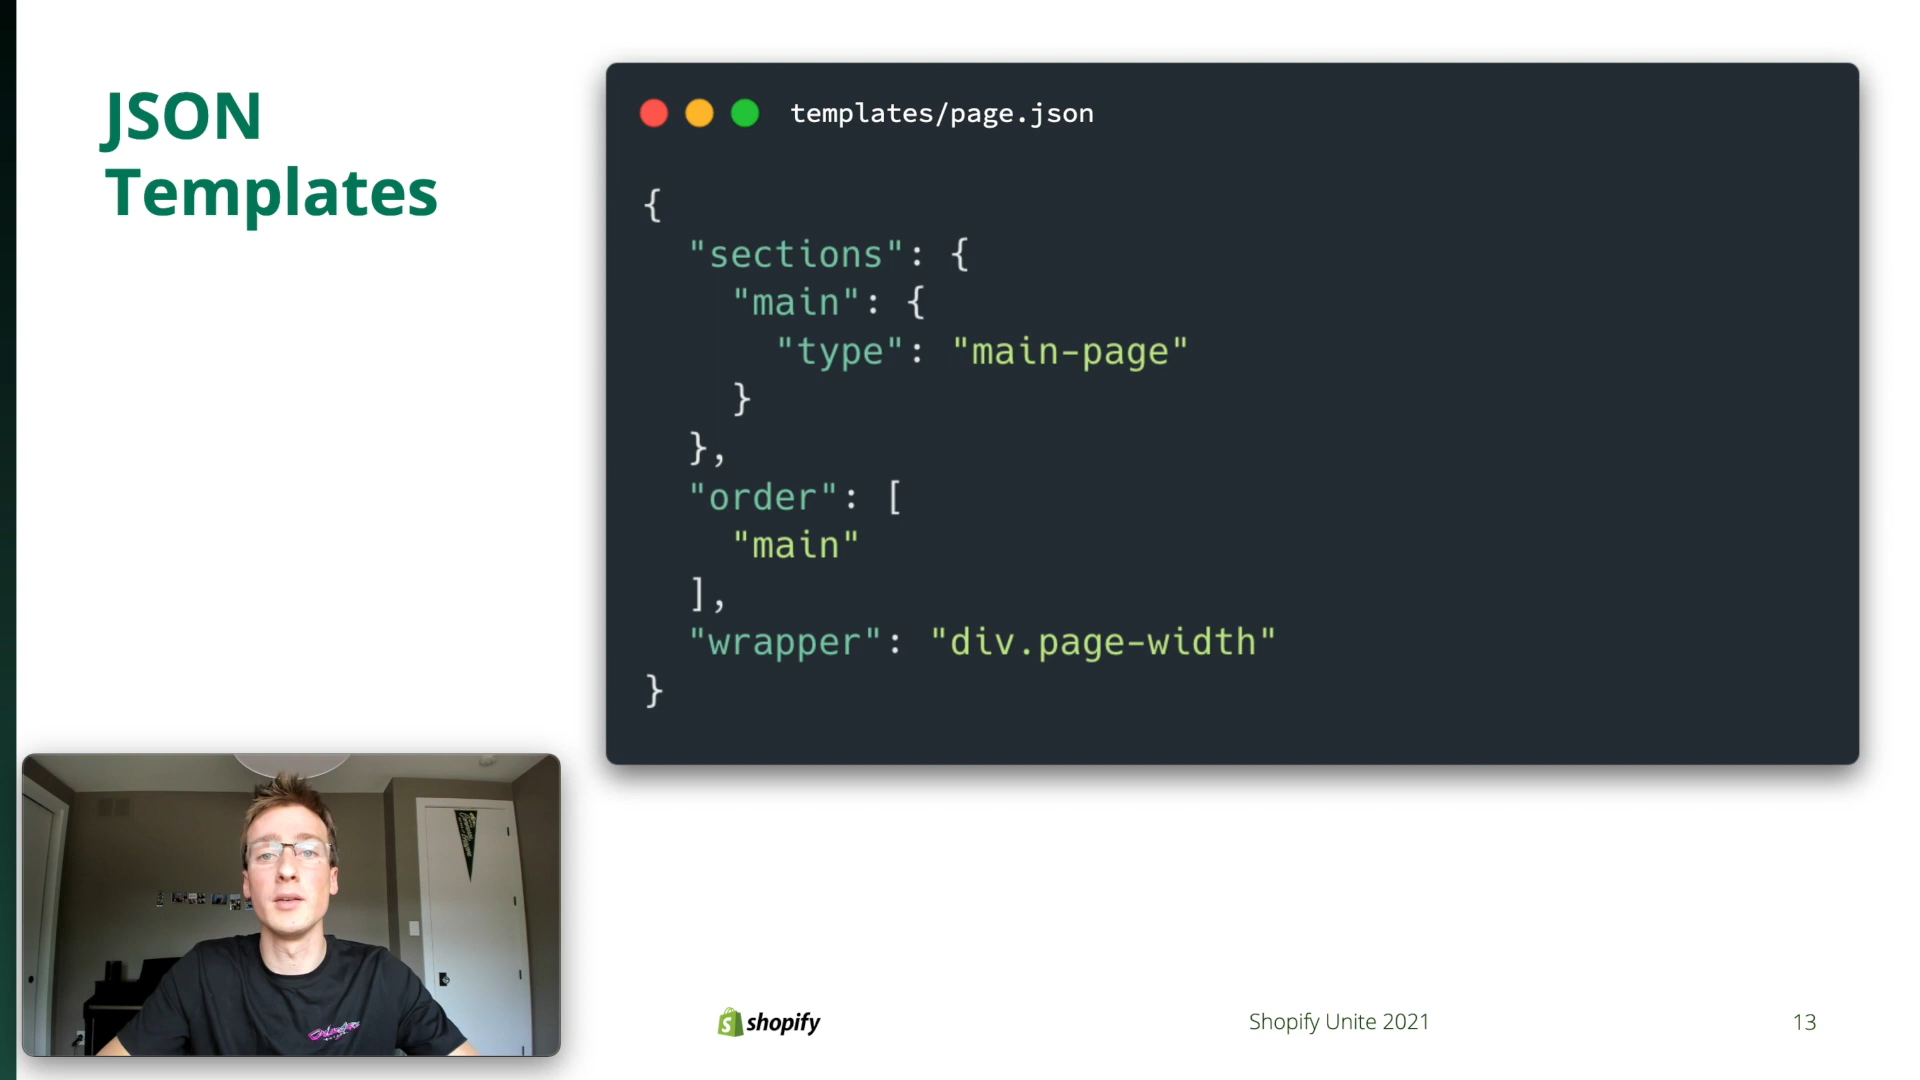 JSON
Templates
templates/page.json
{
  "sections": {
    "main": {
      "type": "main-page"
    }
  },
  "order": [
    "main"
  ],
  "wrapper": "div.page-width"
}
shopify
Shopify Unite 2021
13